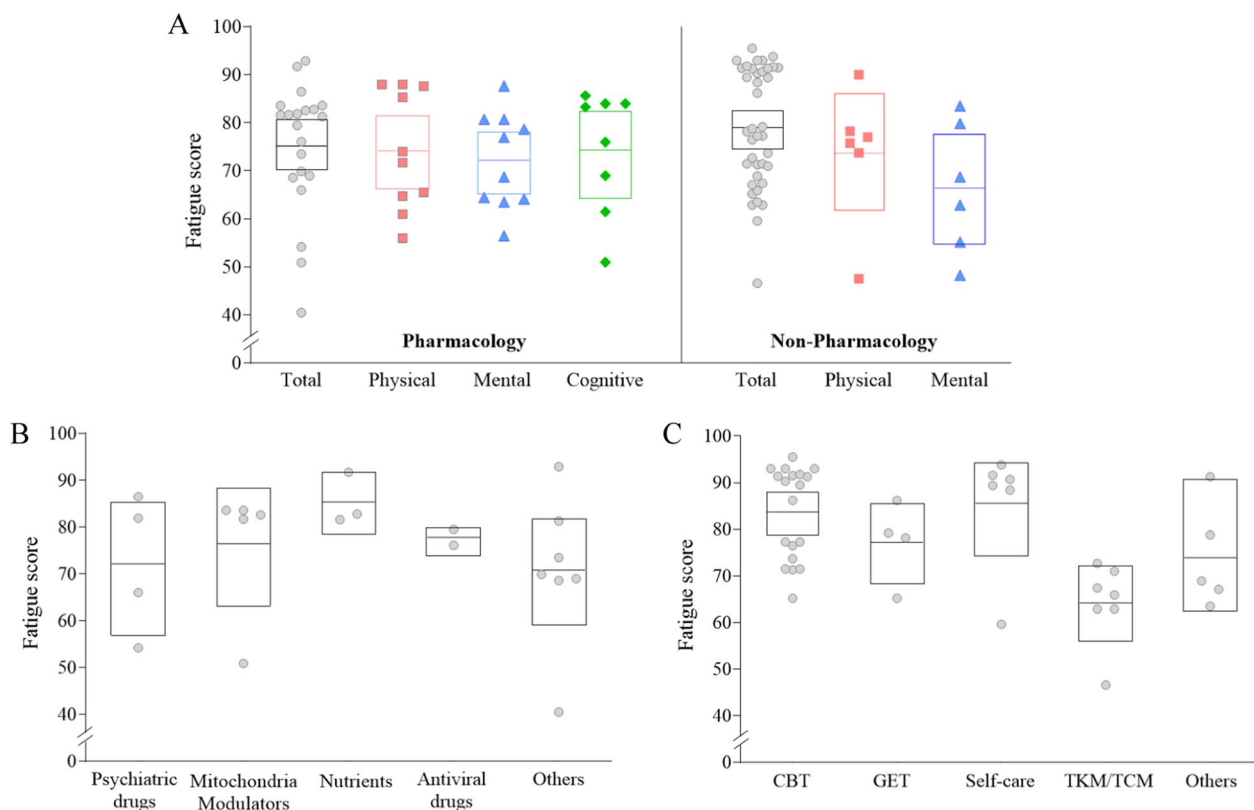 A
100
90
80
70
60
50
40
0
Fatigue score
Pharmacology
Non-Pharmacology
Total
Physical
Mental
Cognitive
Total
Physical
Mental
B
100
90
80
70
60
50
40
0
Fatigue score
Psychiatric
drugs
Mitochondria
Modulators
Nutrients
Antiviral
drugs
Others
C
100
90
80
70
60
50
40
0
Fatigue score
CBT
GET
Self-care
TKM/TCM
Others